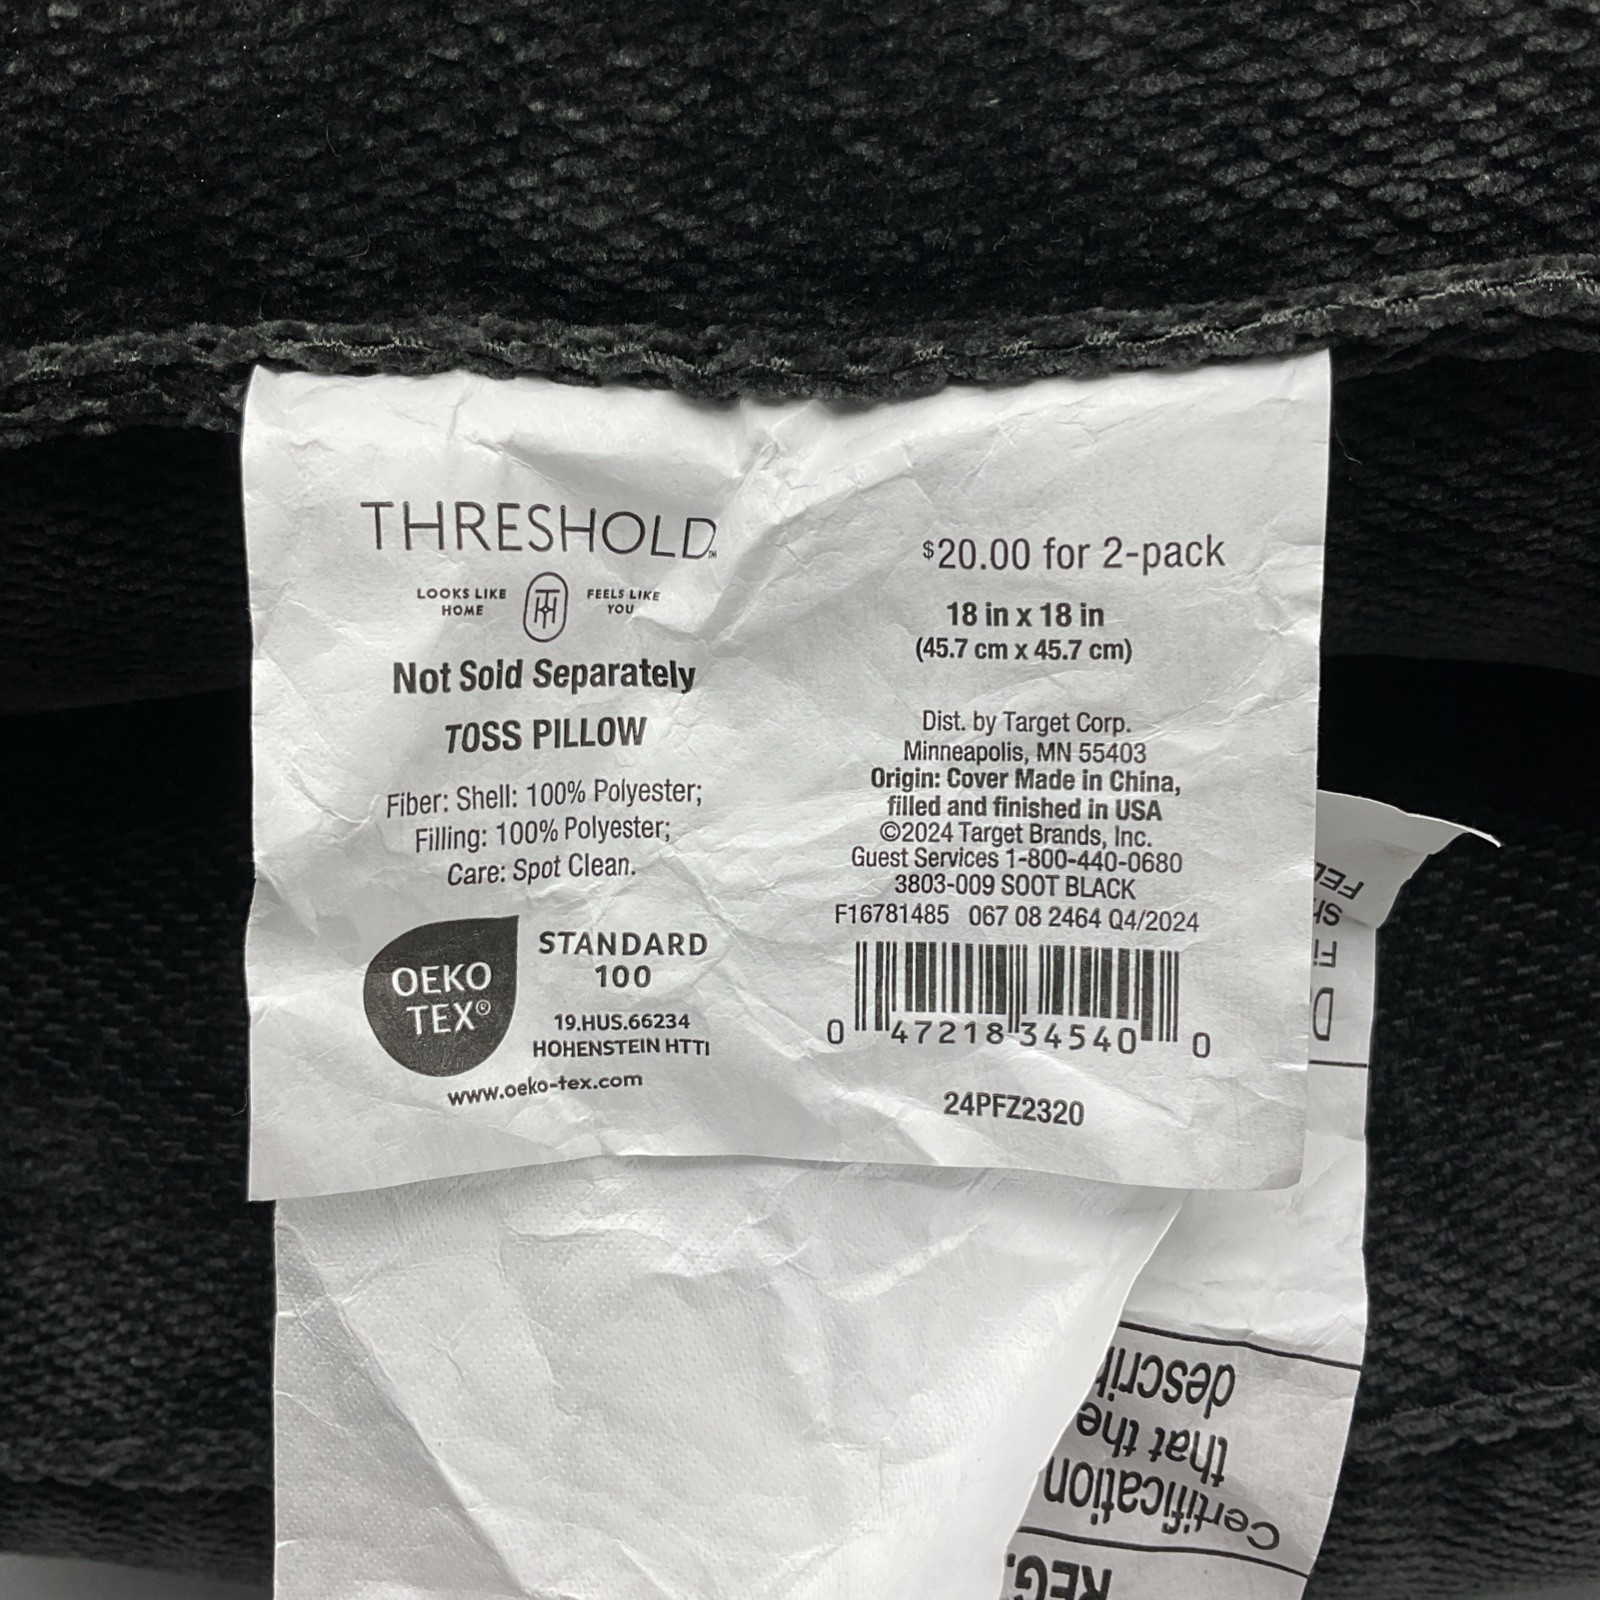 THRESHOLD™
LOOKS LIKE HOME
TH
FEELS LIKE YOU
Not Sold Separately
TOSS PILLOW
Fiber: Shell: 100% Polyester;
Filling: 100% Polyester;
Care: Spot Clean.
OEKO
TEX®
STANDARD
100
19.HUS.66234
HOHENSTEIN HTTI
www.oeko-tex.com
$20.00 for 2-pack
18 in x 18 in
(45.7 cm x 45.7 cm)
Dist. by Target Corp.
Minneapolis, MN 55403
Origin: Cover Made in China,
filled and finished in USA
©2024 Target Brands, Inc.
Guest Services 1-800-440-0680
3803-009 SOOT BLACK
F16781485 067 08 2464 Q4/2024
0 47218 34540 0
24PFZ2320
REG.
Certification
that the